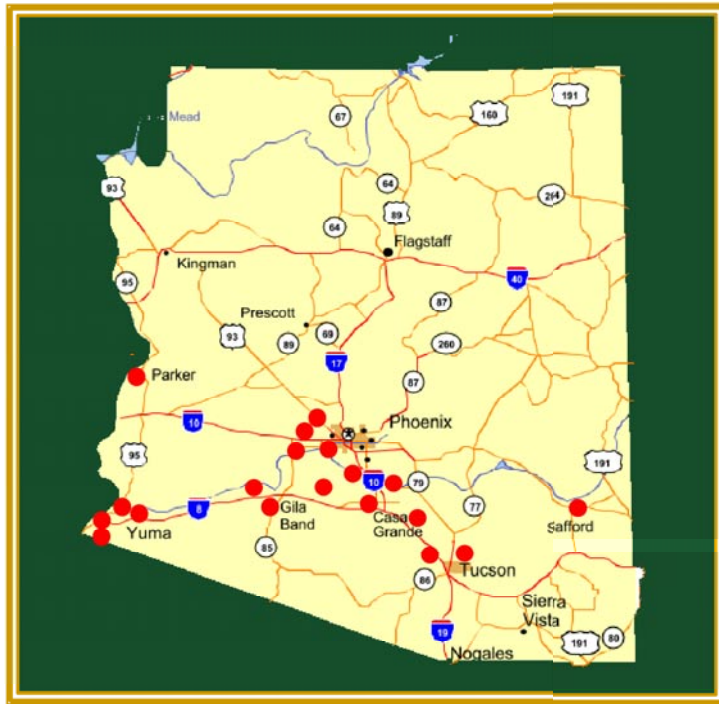 191
67
160
Mead
64
93
264
89
64
Flagstaff
Kingman
40
95
87
Prescott
93
69
89
260
17
Parker
87
10
Phoenix
95
191
10
79
77
8
Gila
Band
Casa
Grande
Safford
Yuma
85
Tucson
86
Sierra
Vista
19
191
80
Nogales